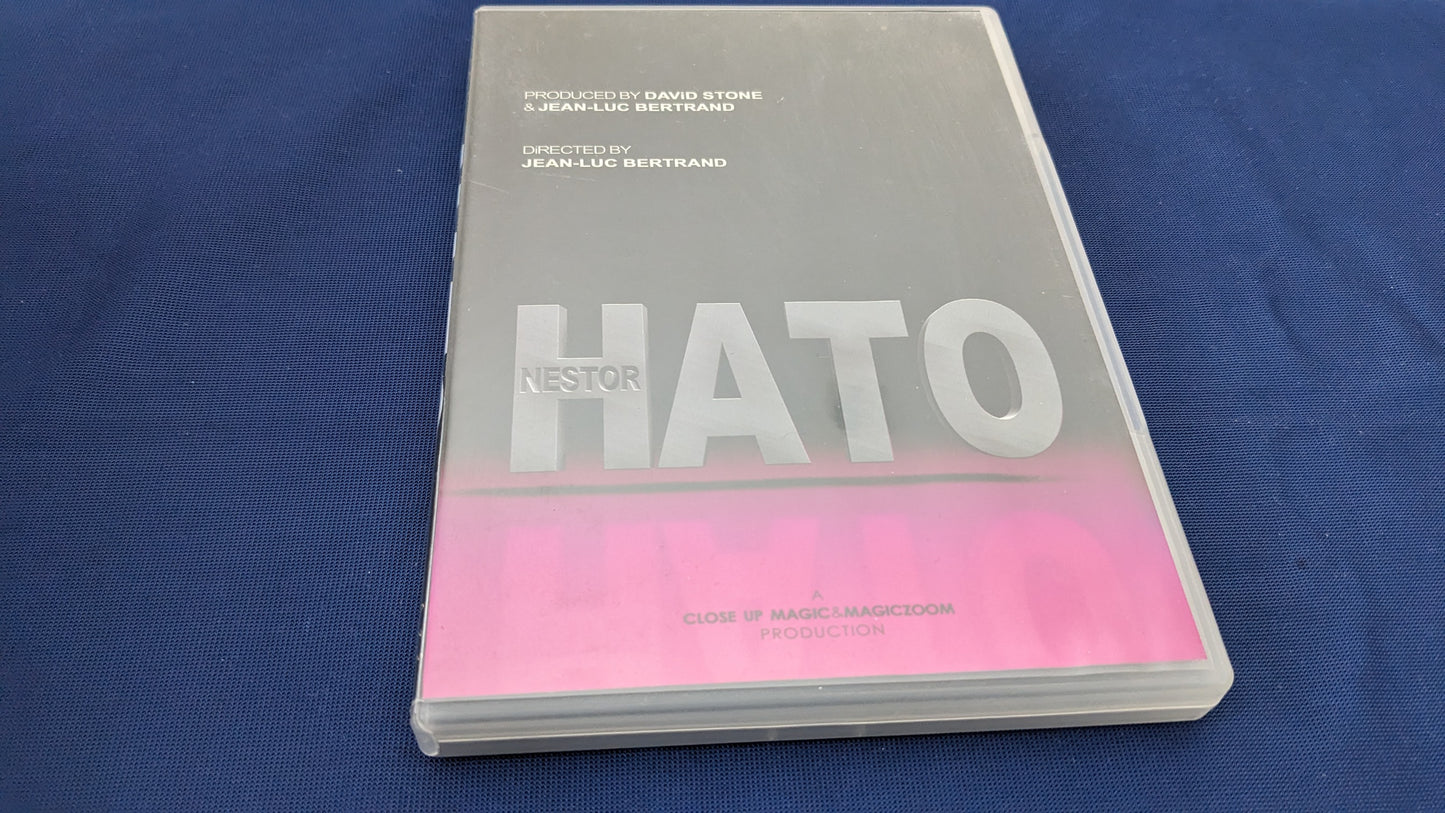 PRODUCED BY DAViD STONE
& JEAN-LUC BERTRAND
DiRECTED BY
JEAN-LUC BERTRAND
HATO
NESTOR
A
CLOSE UP MAGIC&MAGICZOOM
PRODUCTION